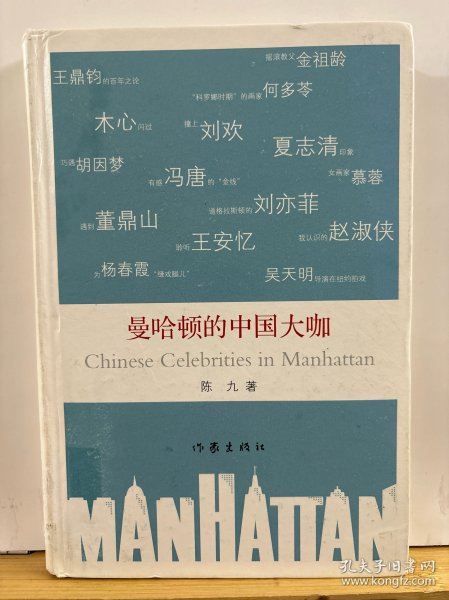 摇滚教父金祖龄
王鼎钧的百年之论
“科罗娜时期”的画家何多苓
木心闪过
撞上刘欢
夏志清印象
巧遇胡因梦
有感冯唐的“金线”
女画家慕蓉
遇到董鼎山
道格拉斯顿的刘亦菲
聆听王安忆
我认识的赵淑侠
为杨春霞“缝戏腿儿”
吴天明导演在纽约拍戏
曼哈顿的中国大咖
Chinese Celebrities in Manhattan
陈 九 著
作家出版社
MANHATTAN
孔夫子旧书网
www.kongfz.com